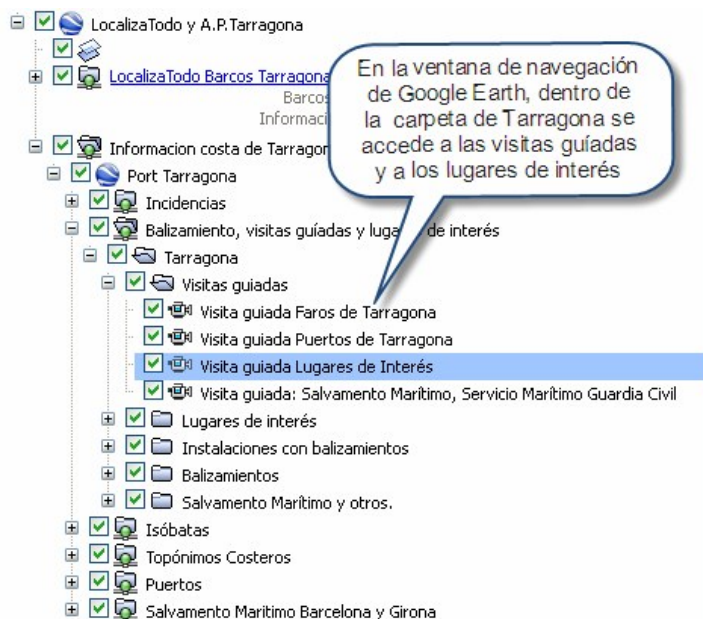 LocalizaTodo y A.P.Tarragona
LocalizaTodo Barcos Tarragona
Barcos
Informaci
Informacion costa de Tarragon
Port Tarragona
Incidencias
Balizamiento, visitas guíadas y luga de interés
Tarragona
Visitas guiadas
Visita guiada Faros de Tarragona
Visita guiada Puertos de Tarragona
Visita guiada Lugares de Interés
Visita guiada: Salvamento Marítimo, Servicio Marítimo Guardia Civil
Lugares de interés
Instalaciones con balizamientos
Balizamientos
Salvamento Marítimo y otros.
Isóbatas
Topónimos Costeros
Puertos
Salvamento Maritimo Barcelona y Girona
En la ventana de navegación
de Google Earth, dentro de
la carpeta de Tarragona se
accede a las visitas guíadas
y a los lugares de interés